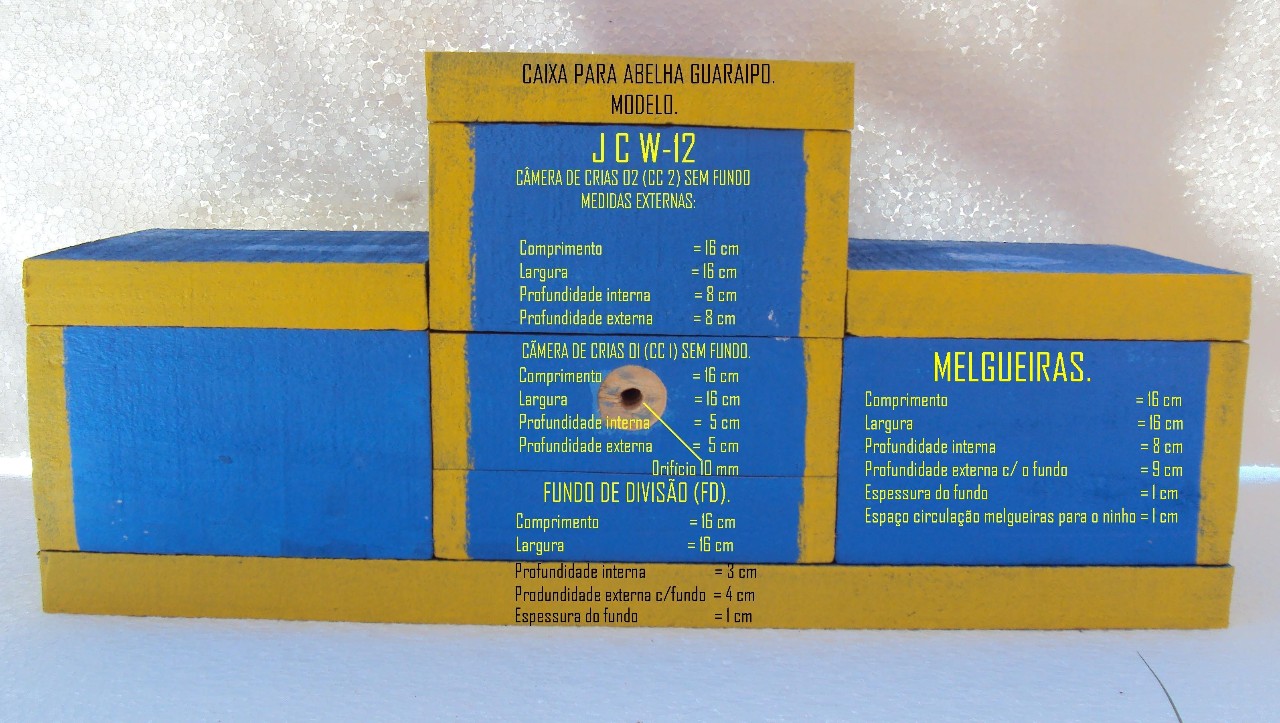 CAIXA PARA ABELHA GUARAIPO.
MODELO.
J C W-12
CÂMERA DE CRIAS 02 (CC 2) SEM FUNDO
MEDIDAS EXTERNAS:
Comprimento = 16 cm
Largura = 16 cm
Profundidade interna = 8 cm
Profundidade externa = 8 cm
CÂMERA DE CRIAS 01 (CC 1) SEM FUNDO.
Comprimento = 16 cm
Largura = 16 cm
Profundidade interna = 5 cm
Profundidade externa = 5 cm
Orifício 10 mm
FUNDO DE DIVISÃO (FD).
Comprimento = 16 cm
Largura = 16 cm
Profundidade interna = 3 cm
Produndidade externa c/fundo = 4 cm
Espessura do fundo = 1 cm
MELGUEIRAS.
Comprimento = 16 cm
Largura = 16 cm
Profundidade interna = 8 cm
Profundidade externa c/ o fundo = 9 cm
Espessura do fundo = 1 cm
Espaço circulação melgueiras para o ninho = 1 cm